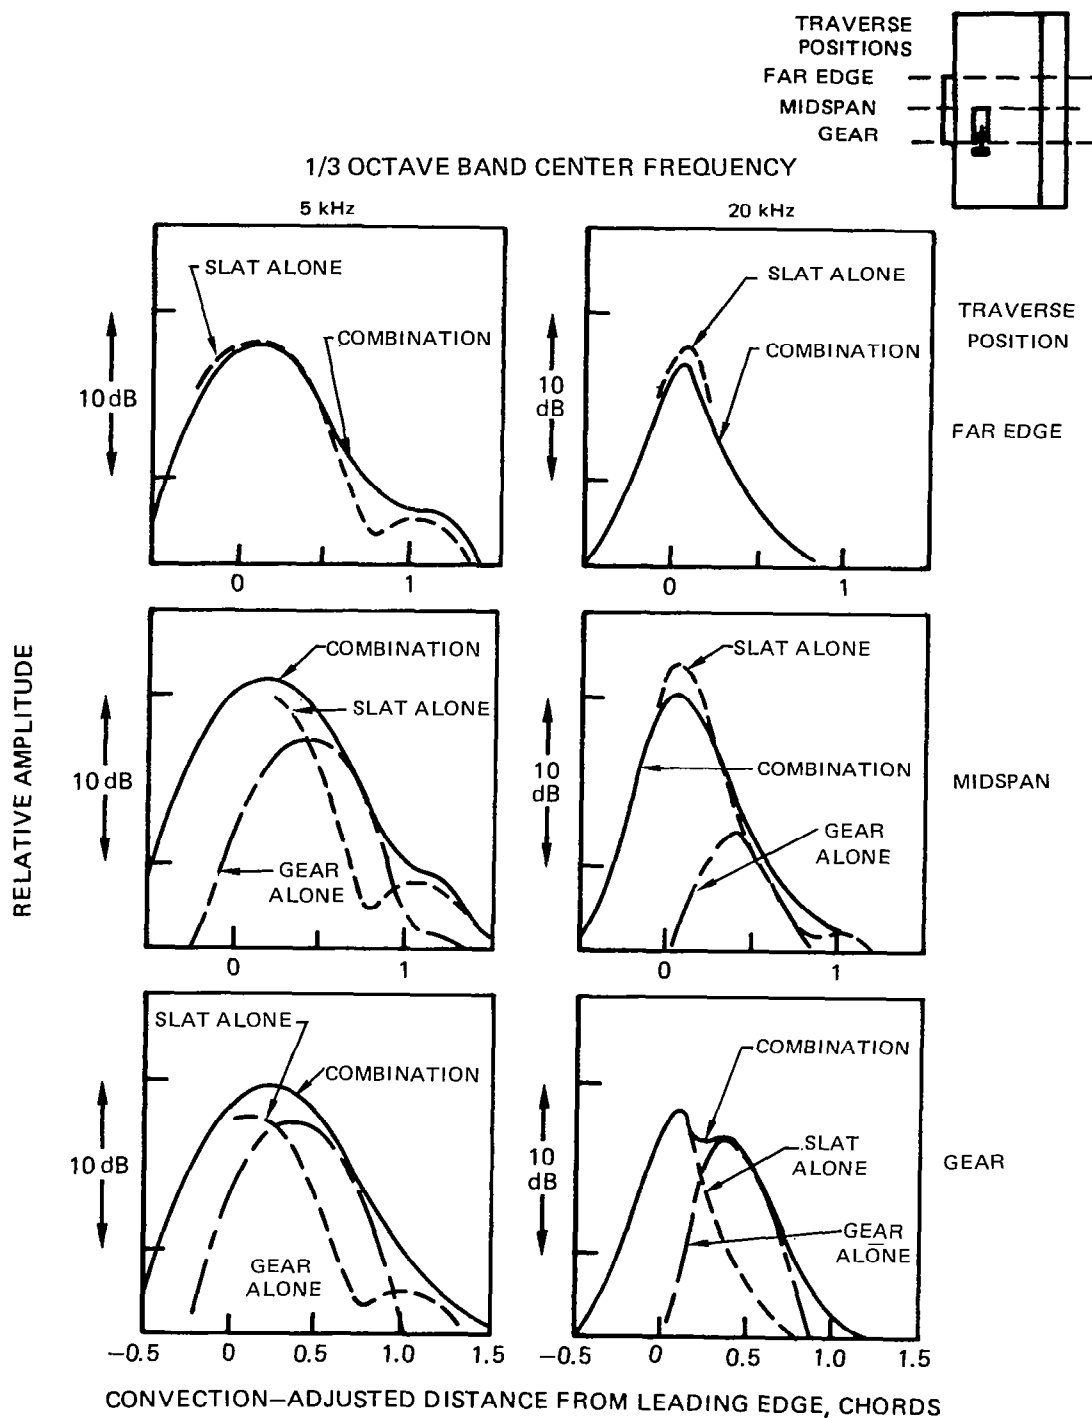 TRAVERSE
POSITIONS
FAR EDGE
MIDSPAN
GEAR
1/3 OCTAVE BAND CENTER FREQUENCY
5 kHz
20 kHz
SLAT ALONE
COMBINATION
10 dB
0
1
SLAT ALONE
COMBINATION
10
dB
0
1
TRAVERSE
POSITION
FAR EDGE
RELATIVE AMPLITUDE
COMBINATION
SLAT ALONE
10 dB
GEAR
ALONE
0
1
SLAT ALONE
COMBINATION
10
dB
GEAR
ALONE
0
1
MIDSPAN
SLAT ALONE
COMBINATION
10 dB
GEAR
ALONE
-0.5 0 0.5 1.0 1.5
COMBINATION
10
dB
SLAT
ALONE
GEAR
ALONE
-0.5 0 0.5 1.0 1.5
GEAR
CONVECTION-ADJUSTED DISTANCE FROM LEADING EDGE, CHORDS